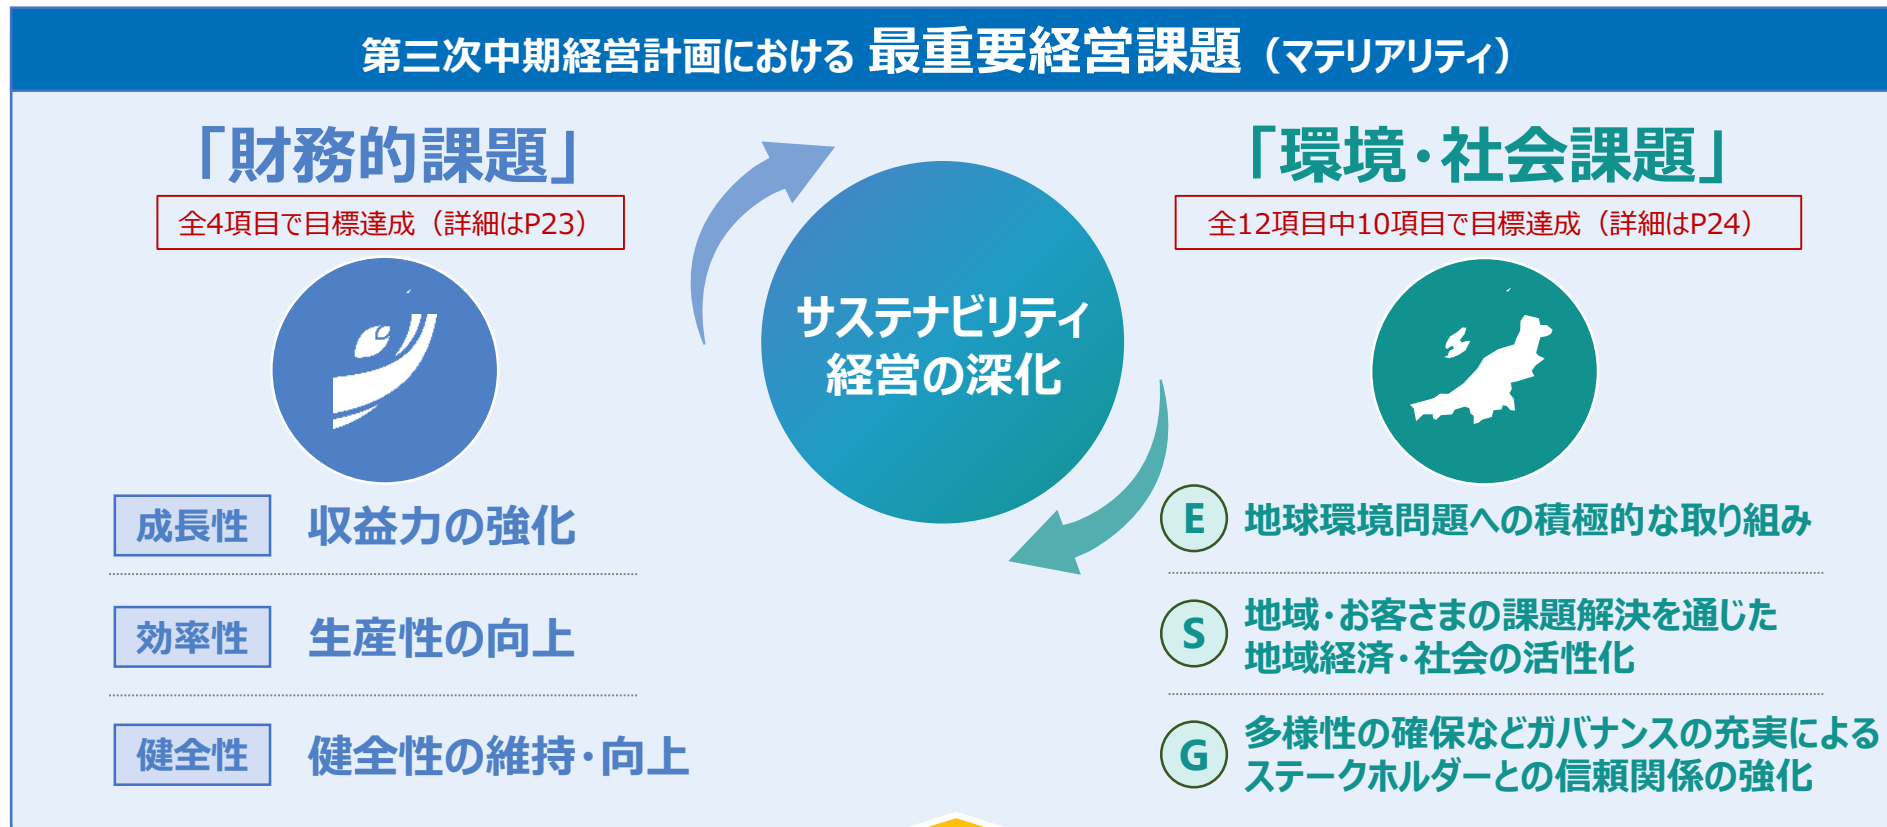 第三次中期経営計画における 最重要経営課題（マテリアリティ）
「財務的課題」
全4項目で目標達成（詳細はP23）
成長性 収益力の強化
効率性 生産性の向上
健全性 健全性の維持・向上
サステナビリティ
経営の深化
「環境・社会課題」
全12項目中10項目で目標達成（詳細はP24）
E 地球環境問題への積極的な取り組み
S 地域・お客さまの課題解決を通じた
地域経済・社会の活性化
G 多様性の確保などガバナンスの充実による
ステークホルダーとの信頼関係の強化